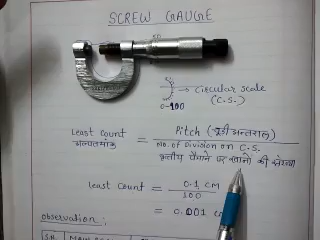 SCREW GAUGE
→ Circular scale
(C.S.)
0-100
Least count = Pitch (चूड़ी अन्तराल)
अल्पतमांक No. of Division on C.S.
वृत्तीय पैमाने पर भागों की संख्या
Least count = 0.1 CM
100
= 0.001 cm
observation: